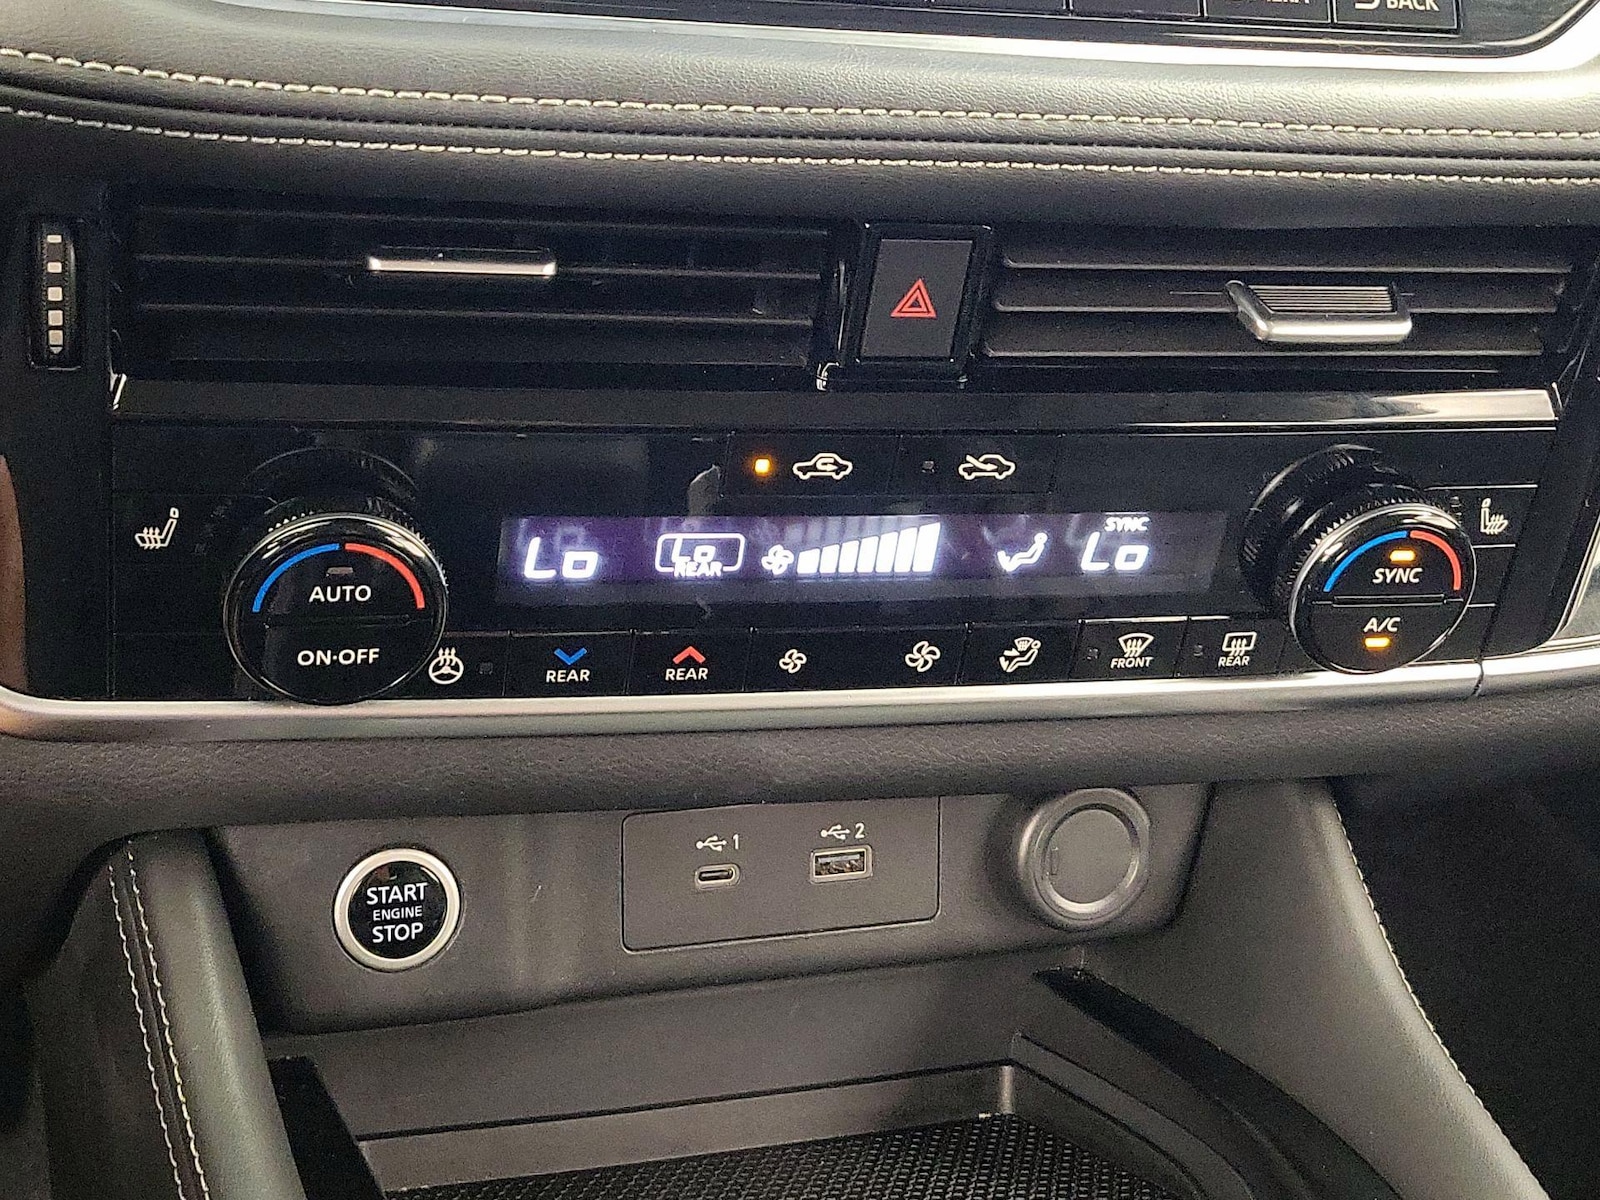 BACK
SYNC
Lo
Lo
REAR
Lo
AUTO
ON·OFF
SYNC
A/C
REAR
REAR
FRONT
REAR
1
2
START
ENGINE
STOP